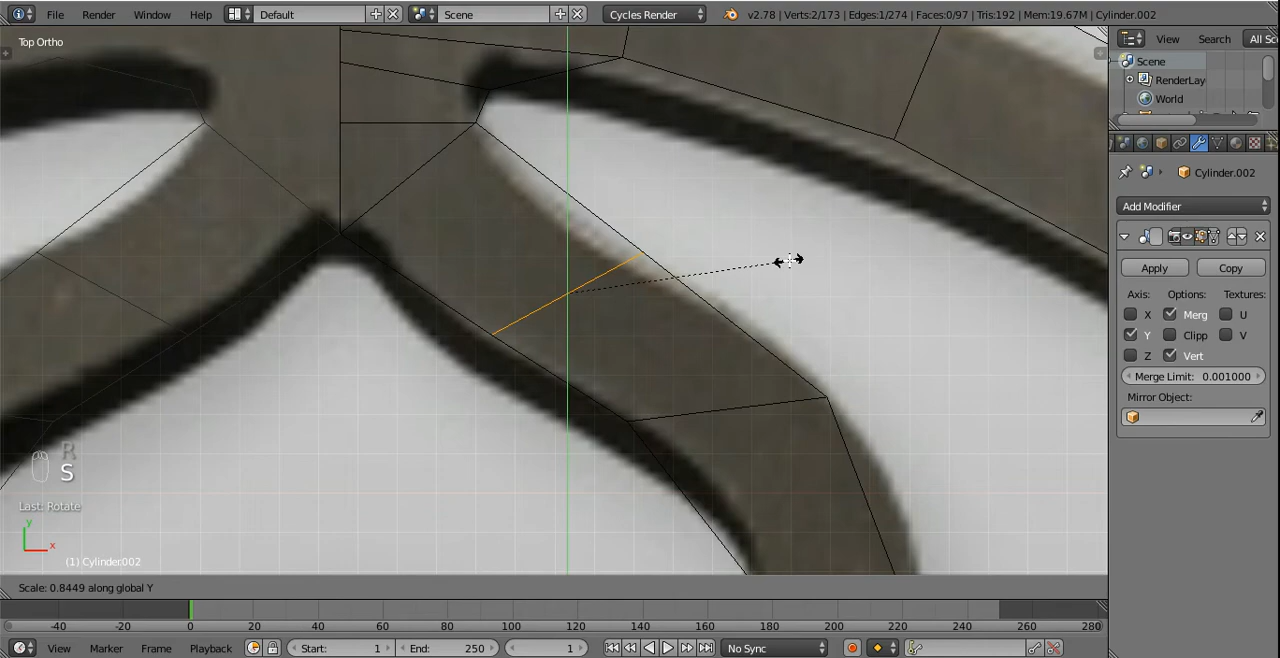 File Render Window Help Default Scene Cycles Render v2.78 | Verts:2/173 | Edges:1/274 | Faces:0/97 | Tris:192 | Mem:19.67M | Cylinder.002
Top Ortho
View Search All Sc
Scene
RenderLay
World
Cylinder.002
Add Modifier
Apply Copy
Axis: Options: Textures:
X Merg U
Y Clipp V
Z Vert
Merge Limit: 0.001000
Mirror Object:
R
S
Last: Rotate
y
x
(1) Cylinder.002
Scale: 0.8449 along global Y
-40 -20 0 20 40 60 80 100 120 140 160 180 200 220 240 260 280
View Marker Frame Playback Start: 1 End: 250 1 No Sync